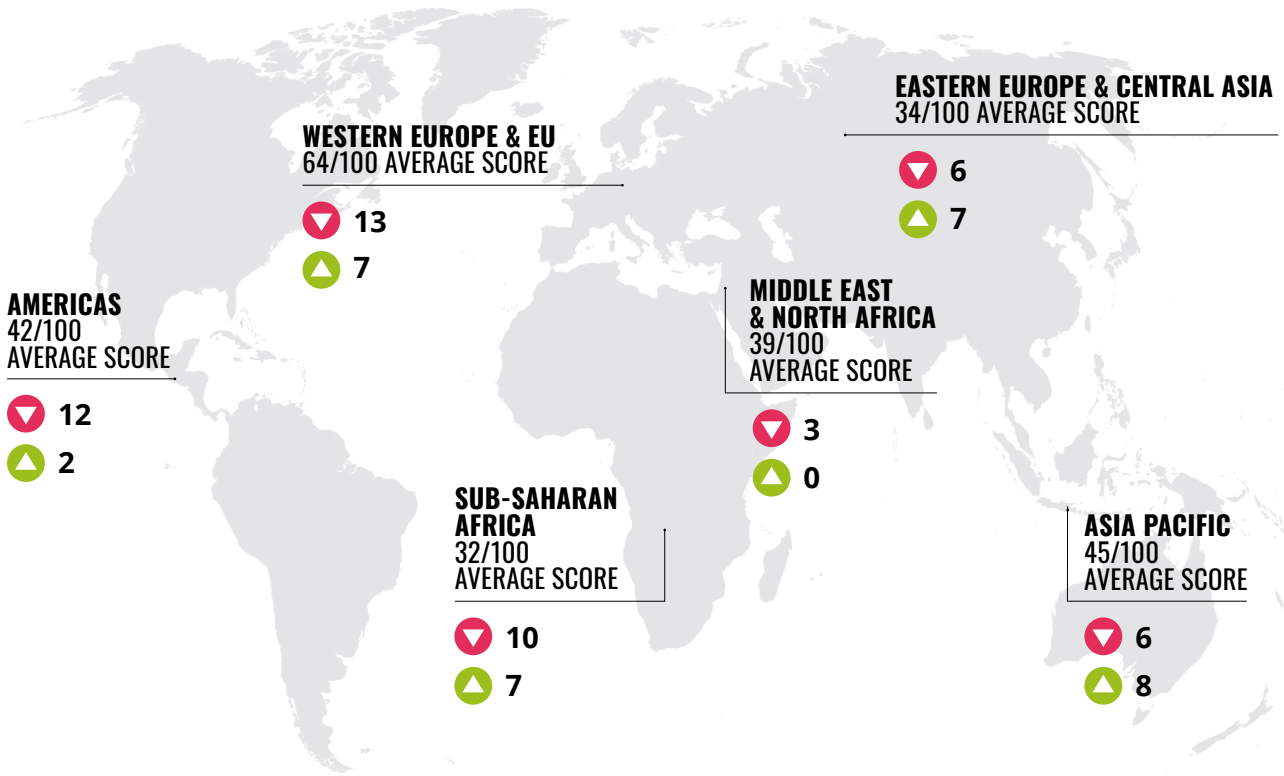 EASTERN EUROPE & CENTRAL ASIA
34/100 AVERAGE SCORE
6
7
WESTERN EUROPE & EU
64/100 AVERAGE SCORE
13
7
AMERICAS
42/100
AVERAGE SCORE
12
2
MIDDLE EAST
& NORTH AFRICA
39/100
AVERAGE SCORE
3
0
SUB-SAHARAN
AFRICA
32/100
AVERAGE SCORE
10
7
ASIA PACIFIC
45/100
AVERAGE SCORE
6
8